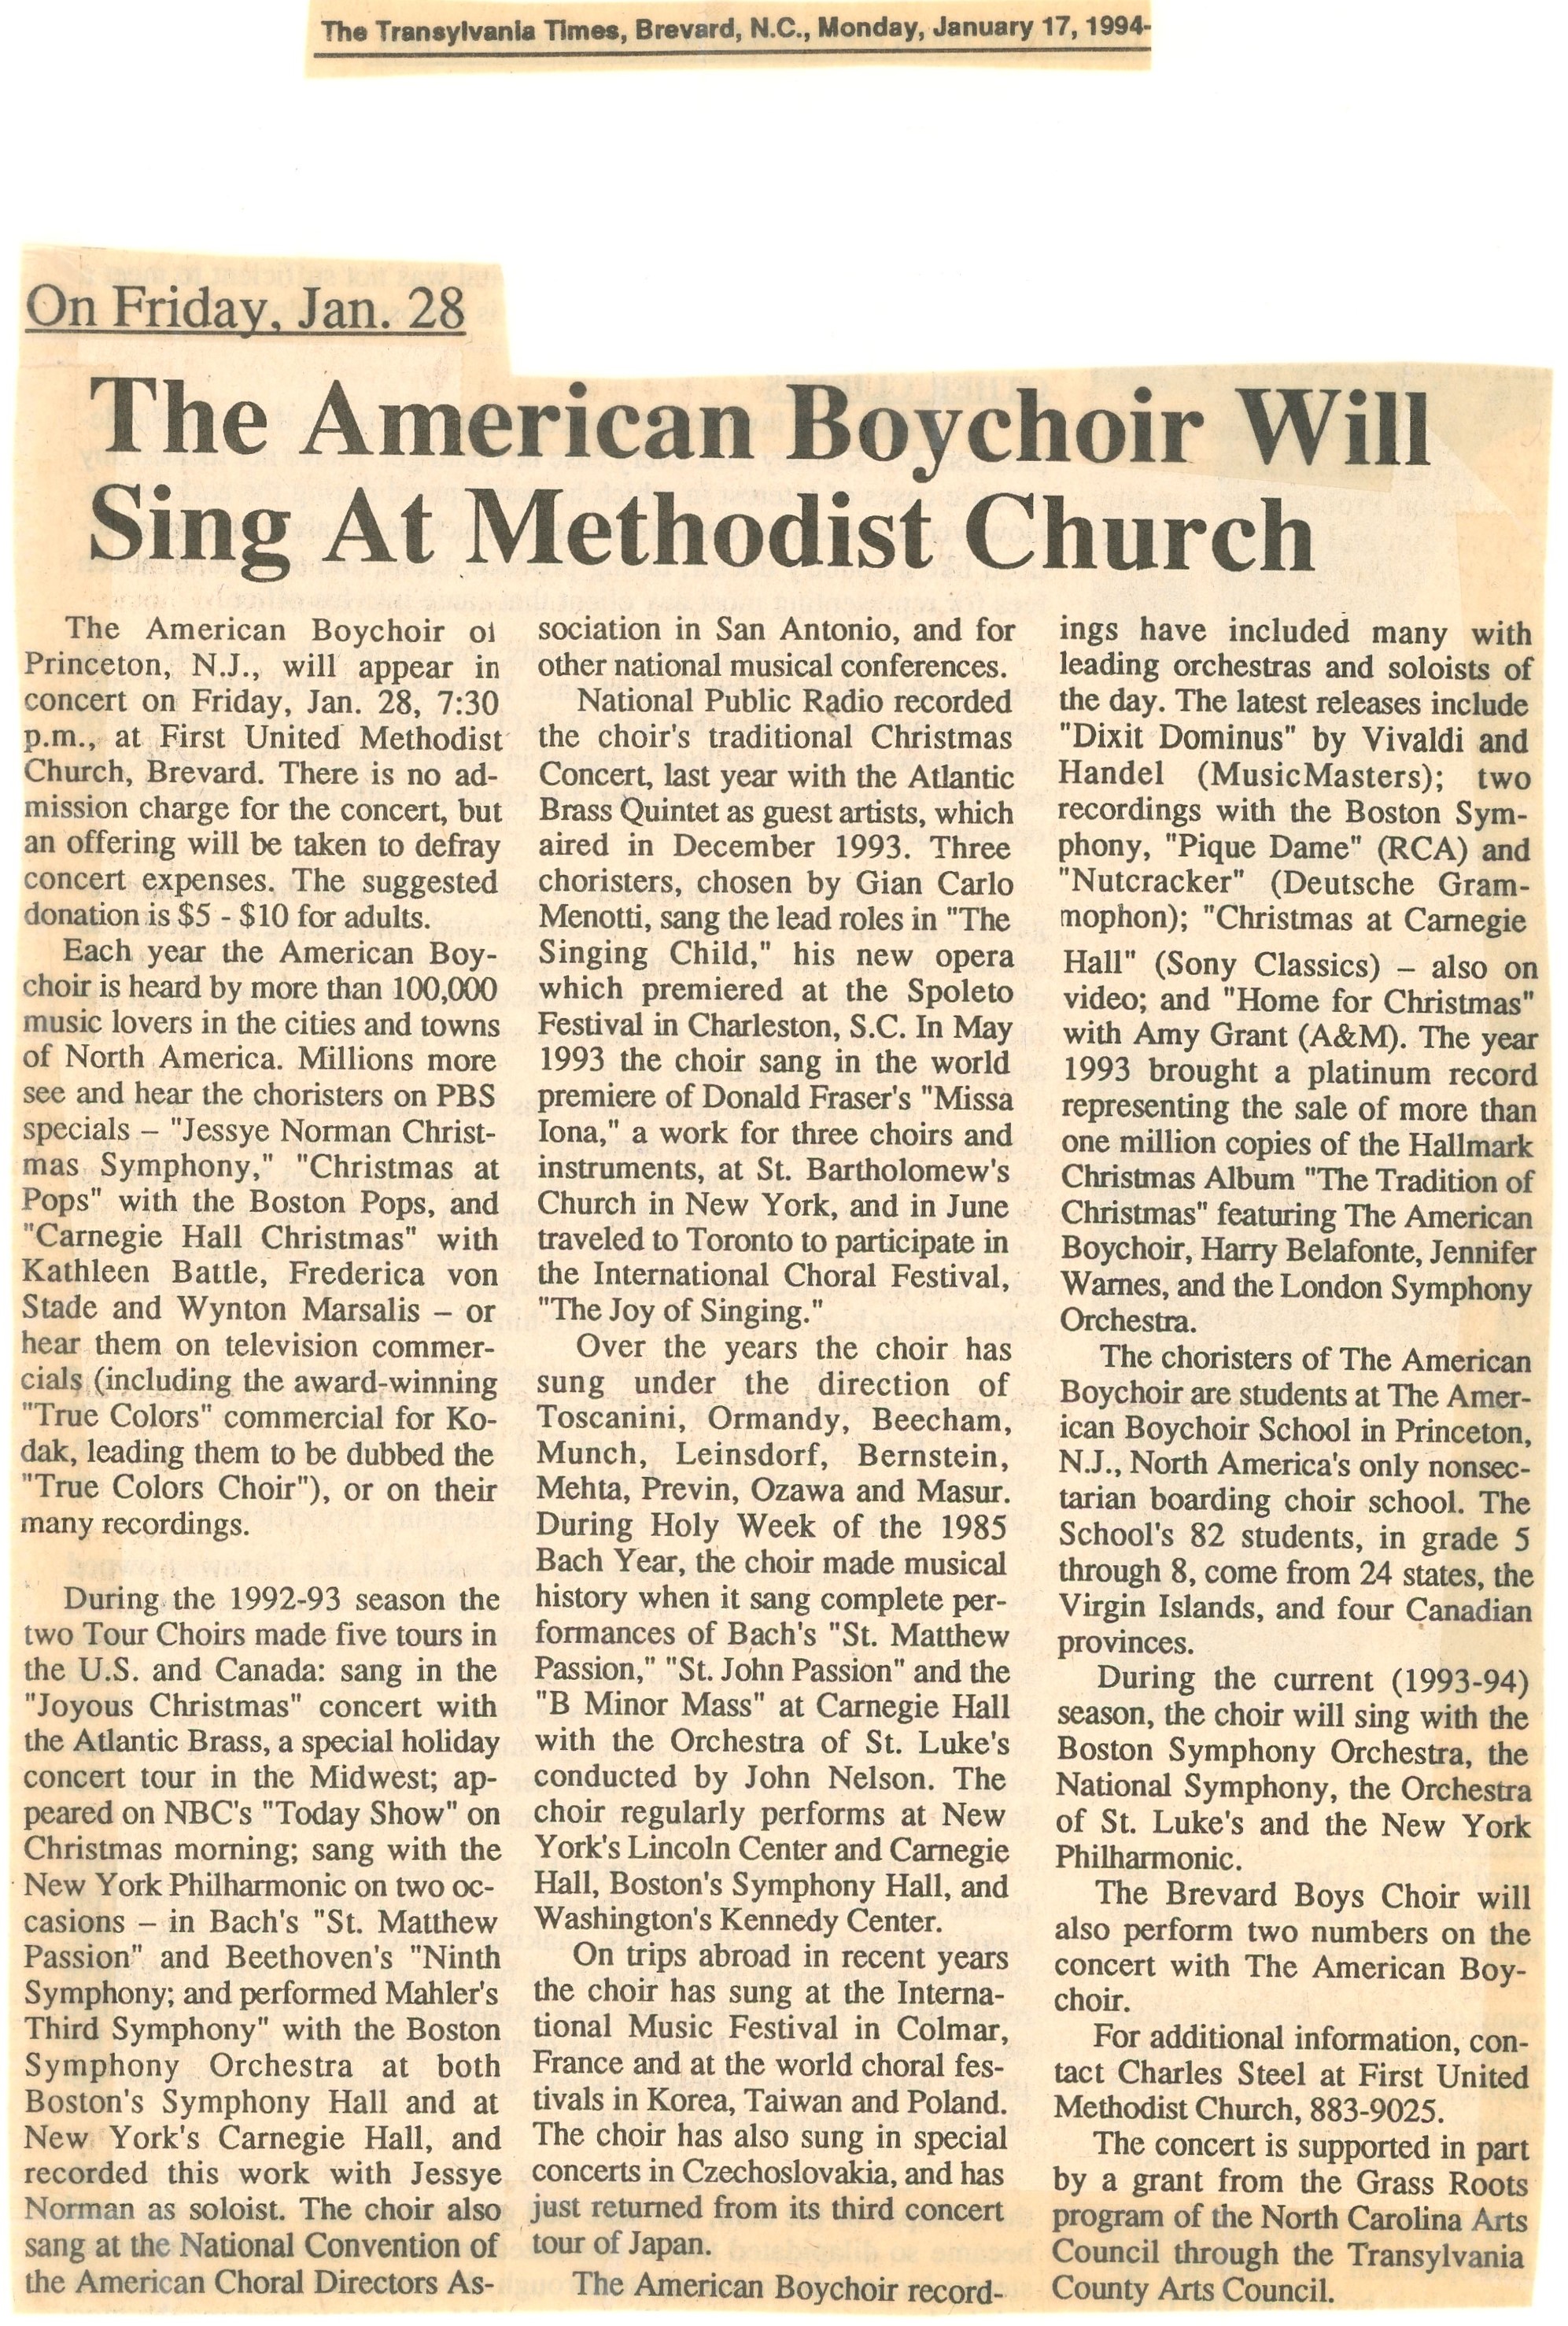 The Transylvania Times, Brevard, N.C., Monday, January 17, 1994-
On Friday, Jan. 28
The American Boychoir Will
Sing At Methodist Church
The American Boychoir of
Princeton, N.J., will appear in
concert on Friday, Jan. 28, 7:30
p.m., at First United Methodist
Church, Brevard. There is no ad-
mission charge for the concert, but
an offering will be taken to defray
concert expenses. The suggested
donation is $5 - $10 for adults.
Each year the American Boy-
choir is heard by more than 100,000
music lovers in the cities and towns
of North America. Millions more
see and hear the choristers on PBS
specials – "Jessye Norman Christ-
mas Symphony," "Christmas at
Pops" with the Boston Pops, and
"Carnegie Hall Christmas" with
Kathleen Battle, Frederica von
Stade and Wynton Marsalis – or
hear them on television commer-
cials (including the award-winning
"True Colors" commercial for Ko-
dak, leading them to be dubbed the
"True Colors Choir"), or on their
many recordings.
During the 1992-93 season the
two Tour Choirs made five tours in
the U.S. and Canada: sang in the
"Joyous Christmas" concert with
the Atlantic Brass, a special holiday
concert tour in the Midwest; ap-
peared on NBC's "Today Show" on
Christmas morning; sang with the
New York Philharmonic on two oc-
casions – in Bach's "St. Matthew
Passion" and Beethoven's "Ninth
Symphony; and performed Mahler's
Third Symphony" with the Boston
Symphony Orchestra at both
Boston's Symphony Hall and at
New York's Carnegie Hall, and
recorded this work with Jessye
Norman as soloist. The choir also
sang at the National Convention of
the American Choral Directors As-
sociation in San Antonio, and for
other national musical conferences.
National Public Radio recorded
the choir's traditional Christmas
Concert, last year with the Atlantic
Brass Quintet as guest artists, which
aired in December 1993. Three
choristers, chosen by Gian Carlo
Menotti, sang the lead roles in "The
Singing Child," his new opera
which premiered at the Spoleto
Festival in Charleston, S.C. In May
1993 the choir sang in the world
premiere of Donald Fraser's "Missa
Iona," a work for three choirs and
instruments, at St. Bartholomew's
Church in New York, and in June
traveled to Toronto to participate in
the International Choral Festival,
"The Joy of Singing."
Over the years the choir has
sung under the direction of
Toscanini, Ormandy, Beecham,
Munch, Leinsdorf, Bernstein,
Mehta, Previn, Ozawa and Masur.
During Holy Week of the 1985
Bach Year, the choir made musical
history when it sang complete per-
formances of Bach's "St. Matthew
Passion," "St. John Passion" and the
"B Minor Mass" at Carnegie Hall
with the Orchestra of St. Luke's
conducted by John Nelson. The
choir regularly performs at New
York's Lincoln Center and Carnegie
Hall, Boston's Symphony Hall, and
Washington's Kennedy Center.
On trips abroad in recent years
the choir has sung at the Interna-
tional Music Festival in Colmar,
France and at the world choral fes-
tivals in Korea, Taiwan and Poland.
The choir has also sung in special
concerts in Czechoslovakia, and has
just returned from its third concert
tour of Japan.
The American Boychoir record-
ings have included many with
leading orchestras and soloists of
the day. The latest releases include
"Dixit Dominus" by Vivaldi and
Handel (MusicMasters); two
recordings with the Boston Sym-
phony, "Pique Dame" (RCA) and
"Nutcracker" (Deutsche Gram-
mophon); "Christmas at Carnegie
Hall" (Sony Classics) – also on
video; and "Home for Christmas"
with Amy Grant (A&M). The year
1993 brought a platinum record
representing the sale of more than
one million copies of the Hallmark
Christmas Album "The Tradition of
Christmas" featuring The American
Boychoir, Harry Belafonte, Jennifer
Warnes, and the London Symphony
Orchestra.
The choristers of The American
Boychoir are students at The Amer-
ican Boychoir School in Princeton,
N.J., North America's only nonsec-
tarian boarding choir school. The
School's 82 students, in grade 5
through 8, come from 24 states, the
Virgin Islands, and four Canadian
provinces.
During the current (1993-94)
season, the choir will sing with the
Boston Symphony Orchestra, the
National Symphony, the Orchestra
of St. Luke's and the New York
Philharmonic.
The Brevard Boys Choir will
also perform two numbers on the
concert with The American Boy-
choir.
For additional information, con-
tact Charles Steel at First United
Methodist Church, 883-9025.
The concert is supported in part
by a grant from the Grass Roots
program of the North Carolina Arts
Council through the Transylvania
County Arts Council.